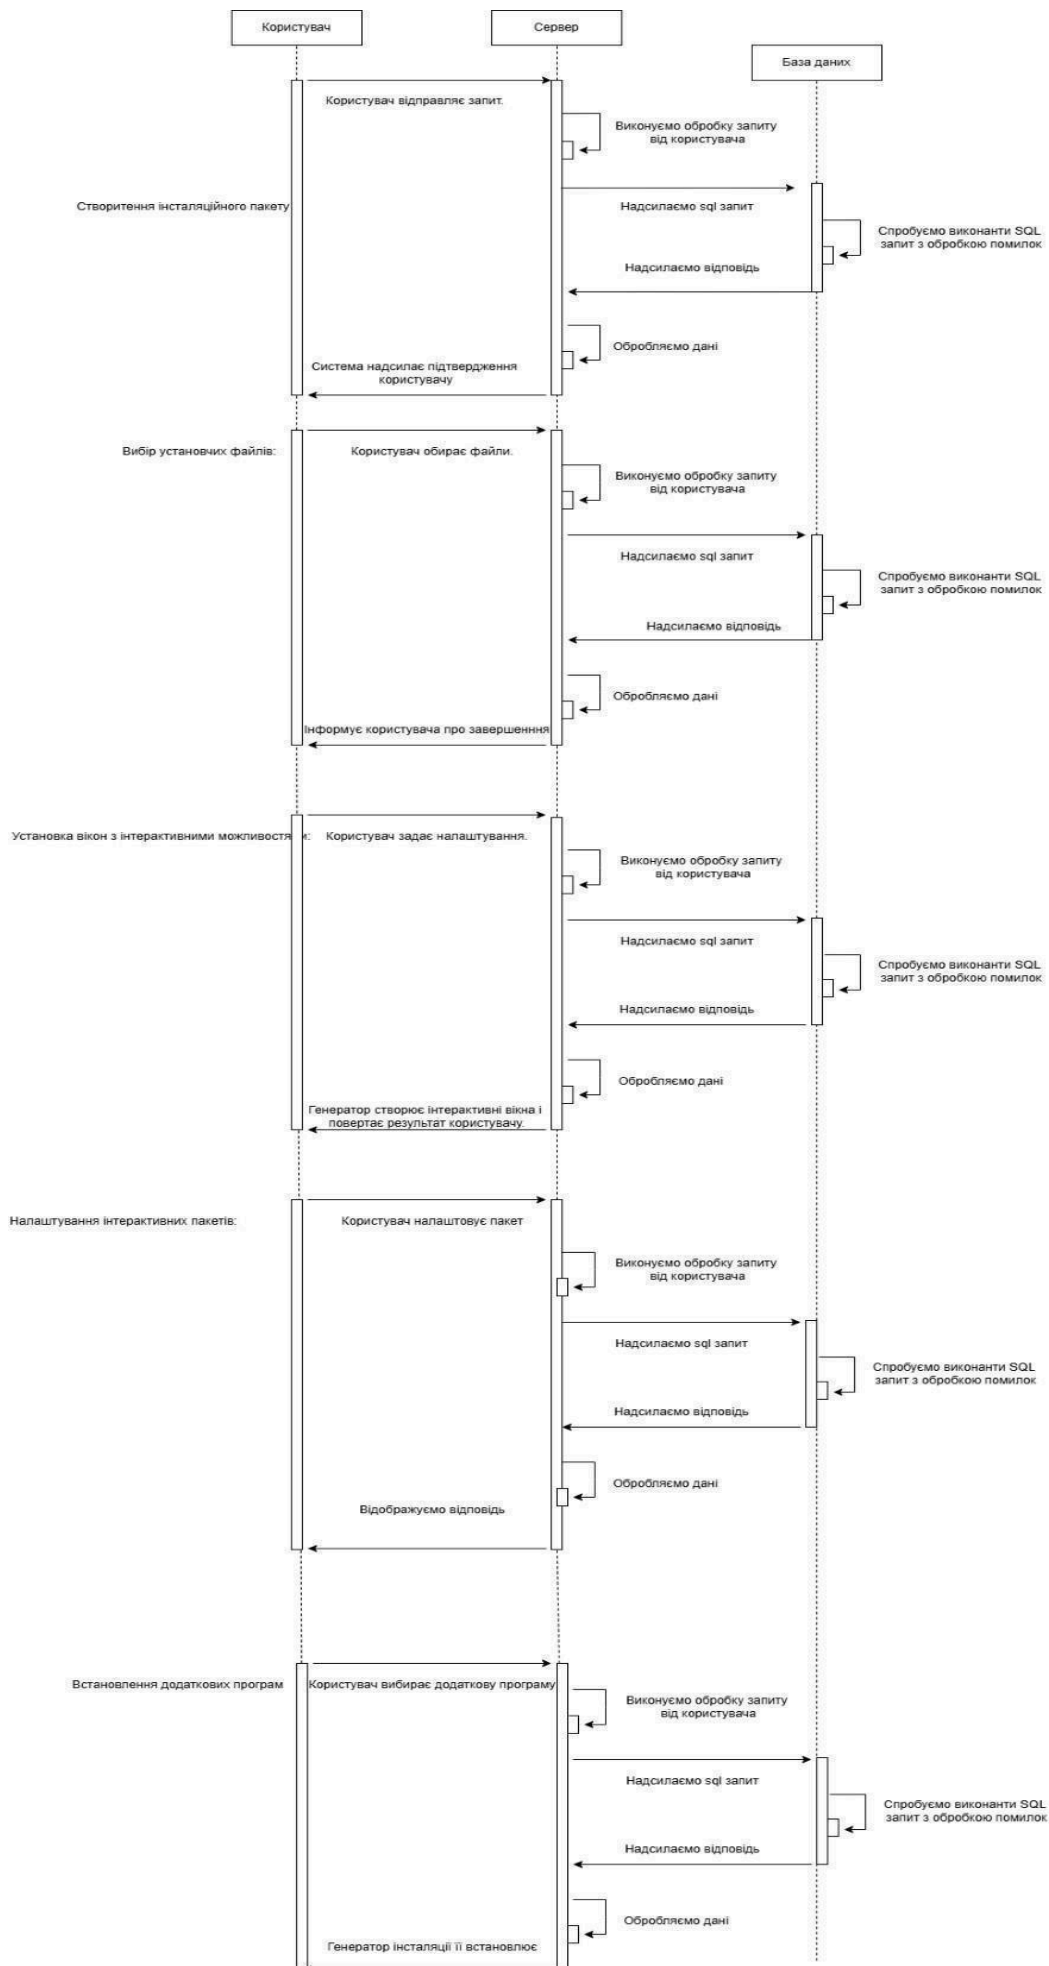 Користувач
Сервер
База даних
Користувач відправляє запит.
Виконуємо обробку запиту
від користувача
Створитення інсталяційного пакету
Надсилаємо sql запит
Спробуємо виконанти SQL
запит з обробкою помилок
Надсилаємо відповідь
Обробляємо дані
Система надсилає підтвердження
користувачу
Вибір установчих файлів:
Користувач обирає файли.
Виконуємо обробку запиту
від користувача
Надсилаємо sql запит
Спробуємо виконанти SQL
запит з обробкою помилок
Надсилаємо відповідь
Обробляємо дані
Інформує користувача про завершенння
Установка вікон з інтерактивними можливостями:
Користувач задає налаштування.
Виконуємо обробку запиту
від користувача
Надсилаємо sql запит
Спробуємо виконанти SQL
запит з обробкою помилок
Надсилаємо відповідь
Обробляємо дані
Генератор створює інтерактивні вікна і
повертає результат користувачу.
Налаштування інтерактивних пакетів:
Користувач налаштовує пакет
Виконуємо обробку запиту
від користувача
Надсилаємо sql запит
Спробуємо виконанти SQL
запит з обробкою помилок
Надсилаємо відповідь
Обробляємо дані
Відображуємо відповідь
Встановлення додаткових програм
Користувач вибирає додаткову програму
Виконуємо обробку запиту
від користувача
Надсилаємо sql запит
Спробуємо виконанти SQL
запит з обробкою помилок
Надсилаємо відповідь
Обробляємо дані
Генератор інсталяції її встановлює